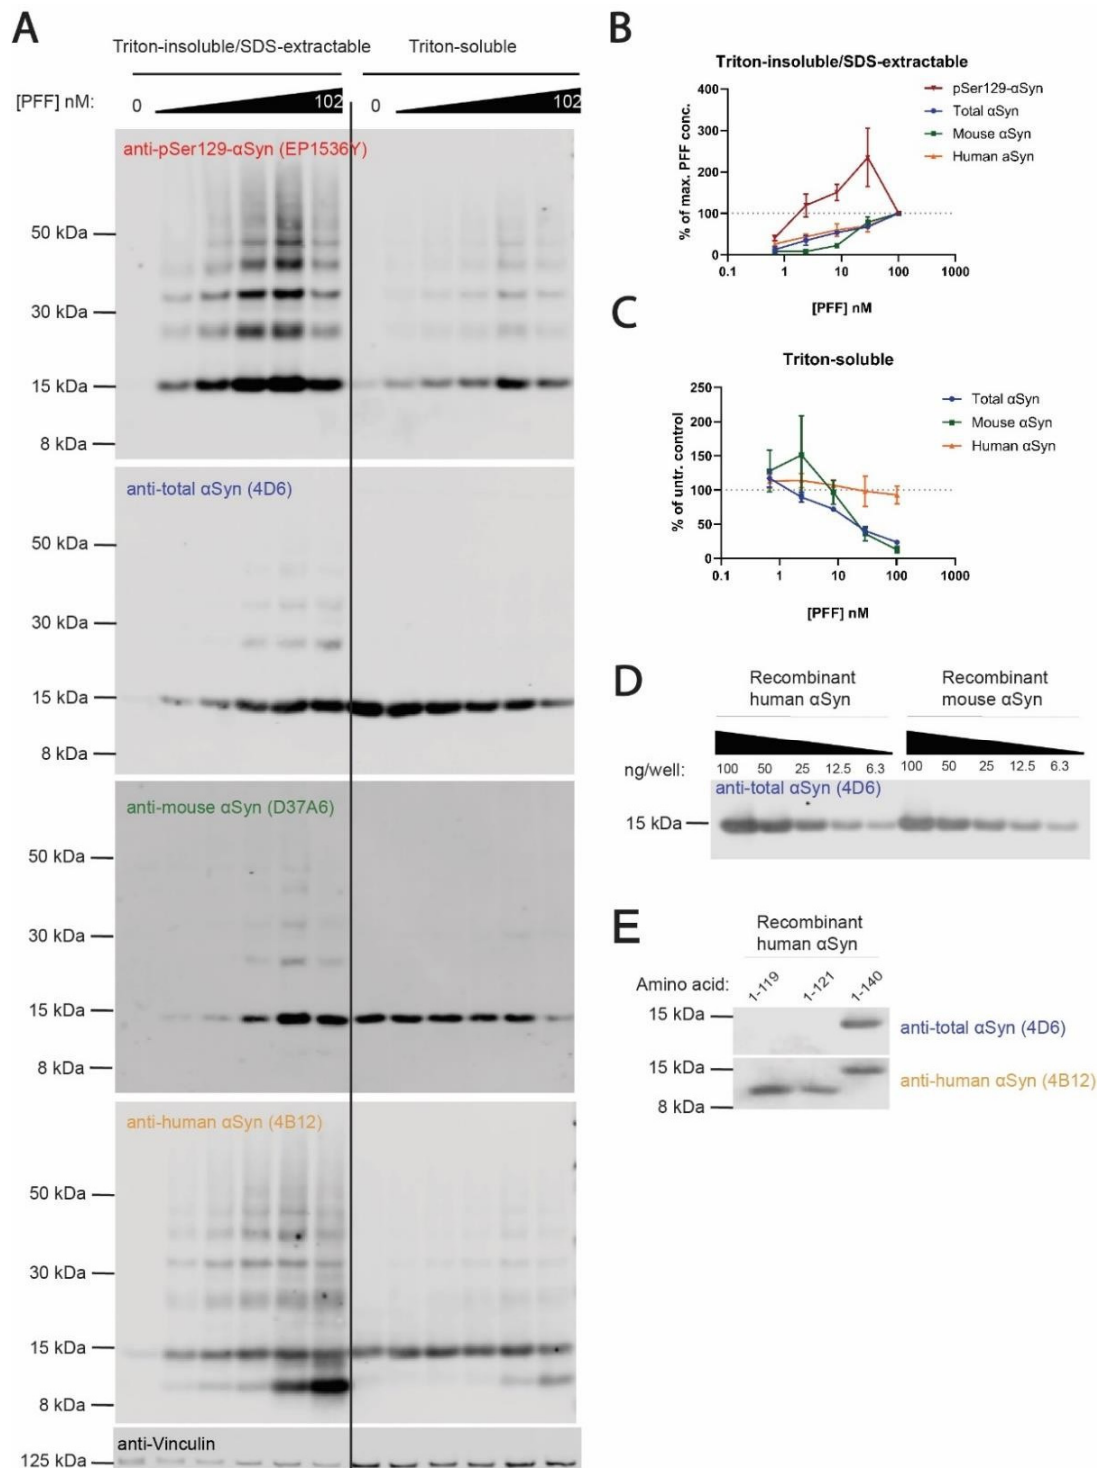 A
Triton-insoluble/SDS-extractable Triton-soluble
[PFF] nM: 0 102 0 102
anti-pSer129-αSyn (EP1536Y)
50 kDa
30 kDa
15 kDa
8 kDa
anti-total αSyn (4D6)
50 kDa
30 kDa
15 kDa
8 kDa
anti-mouse αSyn (D37A6)
50 kDa
30 kDa
15 kDa
8 kDa
anti-human αSyn (4B12)
50 kDa
30 kDa
15 kDa
8 kDa
anti-Vinculin
125 kDa
B
Triton-insoluble/SDS-extractable
% of max. PFF conc.
400
300
200
100
0
0.1 1 10 100 1000
[PFF] nM
pSer129-αSyn
Total αSyn
Mouse αSyn
Human aSyn
C
Triton-soluble
% of untr. control
250
200
150
100
50
0
0.1 1 10 100 1000
[PFF] nM
Total αSyn
Mouse αSyn
Human αSyn
D
Recombinant
human αSyn
Recombinant
mouse αSyn
ng/well: 100 50 25 12.5 6.3 100 50 25 12.5 6.3
anti-total αSyn (4D6)
15 kDa
E
Recombinant
human αSyn
Amino acid: 1-119 1-121 1-140
15 kDa
anti-total αSyn (4D6)
15 kDa
anti-human αSyn (4B12)
8 kDa